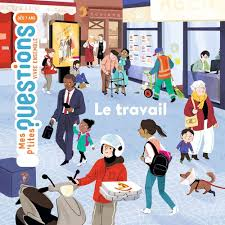 DÈS 7 ANS
Mes
P'tites
QUESTIONS
VIVRE ENSEMBLE
Le travail